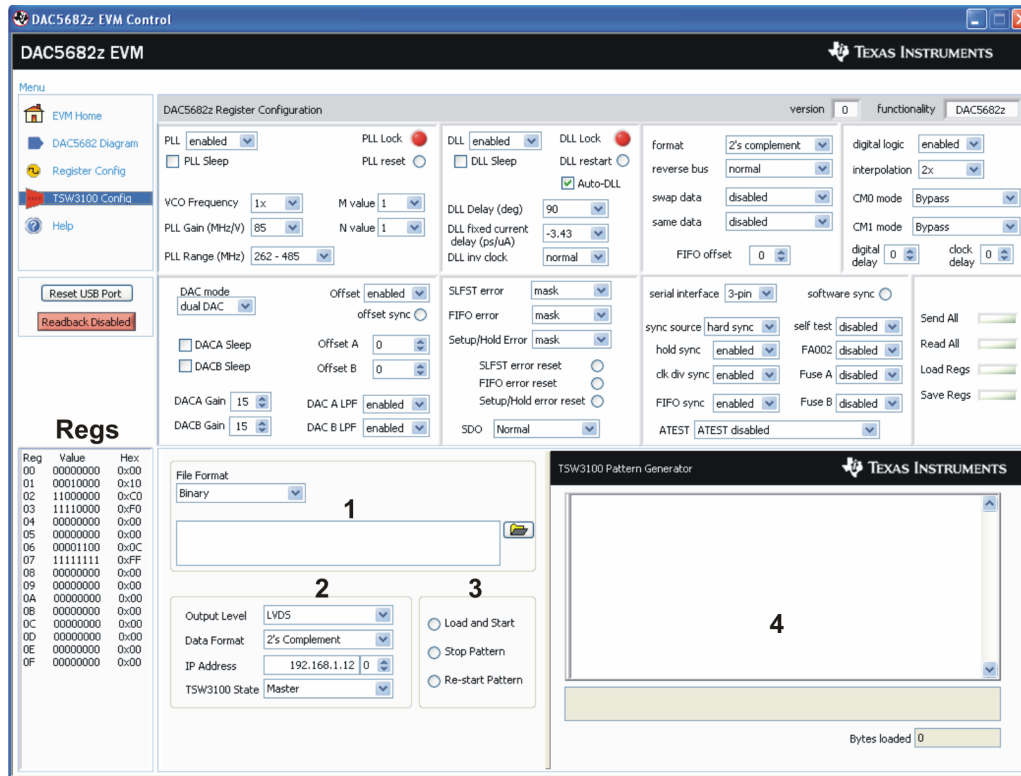 DAC5682z EVM Control
DAC5682z EVM
TEXAS INSTRUMENTS
Menu
EVM Home
DAC5682 Diagram
Register Config
TSW3100 Config
Help
Reset USB Port
Readback Disabled
DAC5682z Register Configuration
version 0 functionality DAC5682z
PLL enabled PLL Lock
PLL Sleep PLL reset
VCO Frequency 1x M value 1
PLL Gain (MHz/V) 85 N value 1
PLL Range (MHz) 262 - 485
DLL enabled DLL Lock
DLL Sleep DLL restart
Auto-DLL
DLL Delay (deg) 90
DLL fixed current delay (ps/uA) -3.43
DLL inv clock normal
format 2's complement
reverse bus normal
swap data disabled
same data disabled
FIFO offset 0
digital logic enabled
interpolation 2x
CM0 mode Bypass
CM1 mode Bypass
digital delay 0 clock delay 0
DAC mode
dual DAC
Offset enabled
offset sync
DACA Sleep Offset A 0
DACB Sleep Offset B 0
DACA Gain 15 DAC A LPF enabled
DACB Gain 15 DAC B LPF enabled
SLFST error mask
FIFO error mask
Setup/Hold Error mask
SLFST error reset
FIFO error reset
Setup/Hold error reset
SDO Normal
serial interface 3-pin software sync
sync source hard sync self test disabled
hold sync enabled FA002 disabled
clk div sync enabled Fuse A disabled
FIFO sync enabled Fuse B disabled
ATEST ATEST disabled
Send All
Read All
Load Regs
Save Regs
Regs
Reg Value Hex
00 00000000 0x00
01 00010000 0x10
02 11000000 0xC0
03 11110000 0xF0
04 00000000 0x00
05 00000000 0x00
06 00001100 0x0C
07 11111111 0xFF
08 00000000 0x00
09 00000000 0x00
0A 00000000 0x00
0B 00000000 0x00
0C 00000000 0x00
0D 00000000 0x00
0E 00000000 0x00
0F 00000000 0x00
File Format
Binary
1
2
Output Level LVDS
Data Format 2's Complement
IP Address 192.168.1.12 0
TSW3100 State Master
3
Load and Start
Stop Pattern
Re-start Pattern
TSW3100 Pattern Generator
TEXAS INSTRUMENTS
4
Bytes loaded 0